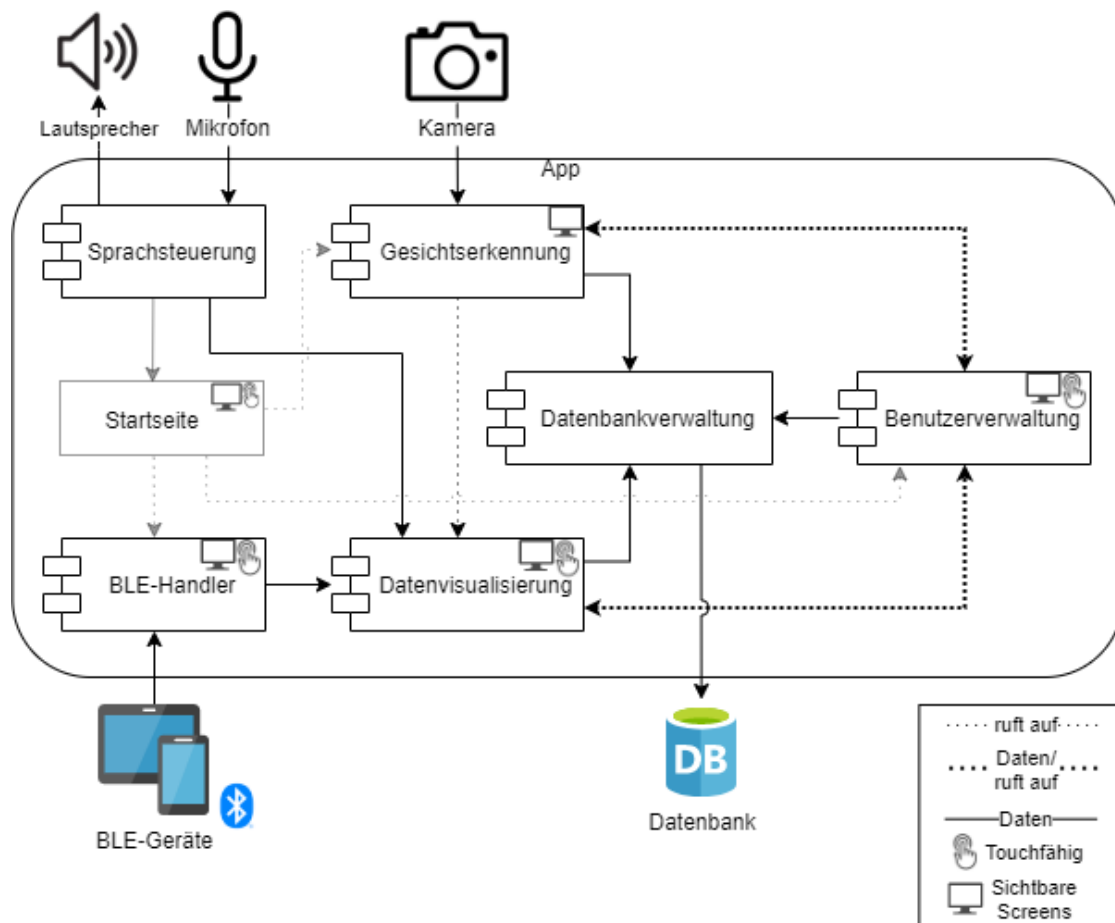 Lautsprecher
Mikrofon
Kamera
App
Sprachsteuerung
Gesichtserkennung
Startseite
Datenbankverwaltung
Benutzerverwaltung
BLE-Handler
Datenvisualisierung
DB
BLE-Geräte
Datenbank
ruft auf
Daten/
ruft auf
Daten
Touchfähig
Sichtbare
Screens